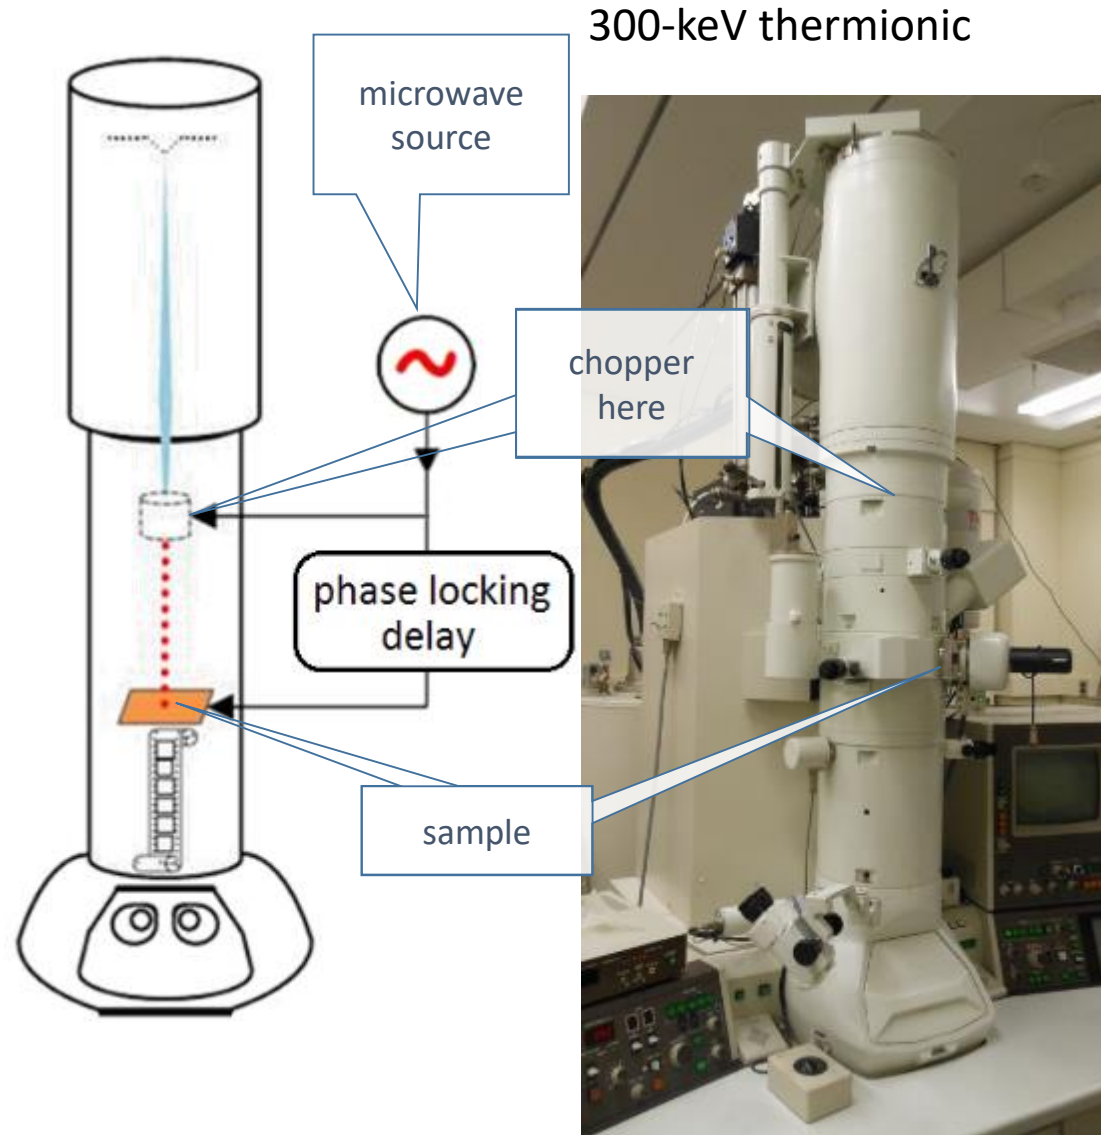 300-keV thermionic
microwave
source
chopper
here
phase locking
delay
sample